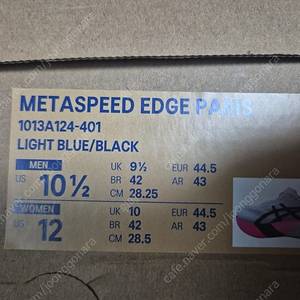 METASPEED EDGE PARIS
1013A124-401
LIGHT BLUE/BLACK
MEN
US 10 ½
UK 9½ EUR 44.5
BR 42 AR 43
CM 28.25
WOMEN
US 12
UK 10 EUR 44.5
BR 42 AR 43
CM 28.5